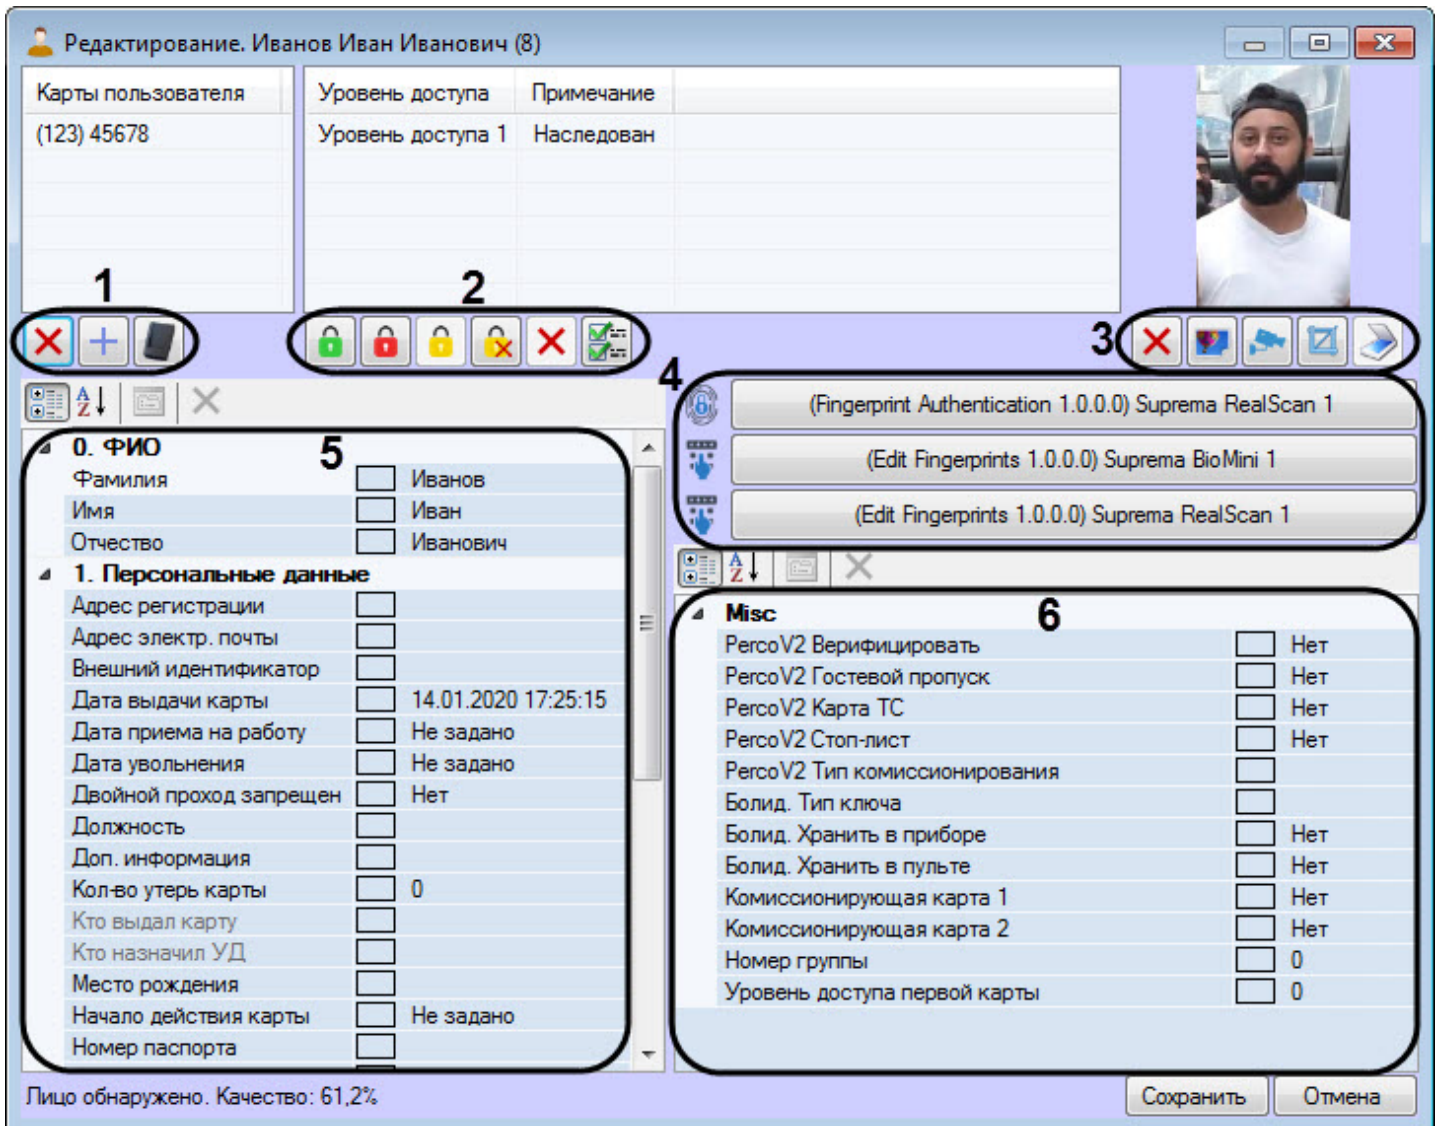 Редактирование. Иванов Иван Иванович (8)
Карты пользователя
(123) 45678
Уровень доступа Примечание
Уровень доступа 1 Наследован
1
2
3
4
(Fingerprint Authentication 1.0.0.0) Suprema RealScan 1
(Edit Fingerprints 1.0.0.0) Suprema BioMini 1
(Edit Fingerprints 1.0.0.0) Suprema RealScan 1
5
0. ФИО
Фамилия Иванов
Имя Иван
Отчество Иванович
1. Персональные данные
Адрес регистрации
Адрес электр. почты
Внешний идентификатор
Дата выдачи карты 14.01.2020 17:25:15
Дата приема на работу Не задано
Дата увольнения Не задано
Двойной проход запрещен Нет
Должность
Доп. информация
Кол-во утерь карты 0
Кто выдал карту
Кто назначил УД
Место рождения
Начало действия карты Не задано
Номер паспорта
6
Misc
PercoV2 Верифицировать Нет
PercoV2 Гостевой пропуск Нет
PercoV2 Карта ТС Нет
PercoV2 Стоп-лист Нет
PercoV2 Тип комиссионирования
Болид. Тип ключа
Болид. Хранить в приборе Нет
Болид. Хранить в пульте Нет
Комиссионирующая карта 1 Нет
Комиссионирующая карта 2 Нет
Номер группы 0
Уровень доступа первой карты 0
Лицо обнаружено. Качество: 61,2%
Сохранить Отмена